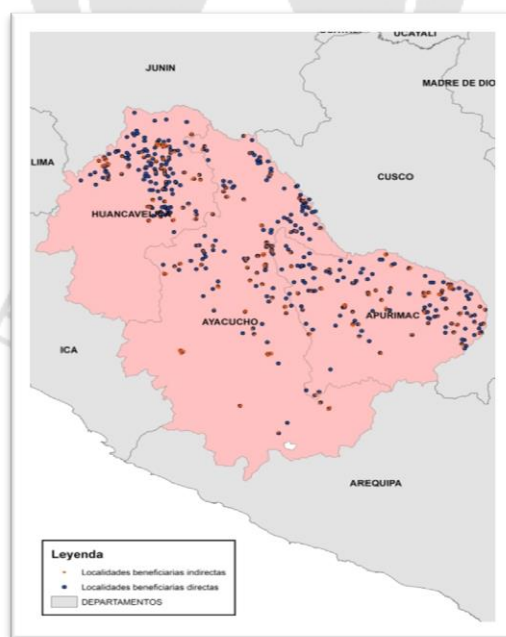 UCAYALI
JUNIN
MADRE DE DIO
LIMA
CUSCO
HUANCAVELICA
AYACUCHO
APURIMAC
ICA
AREQUIPA
Leyenda
Localidades beneficiarias indirectas
Localidades beneficiarias directas
DEPARTAMENTOS